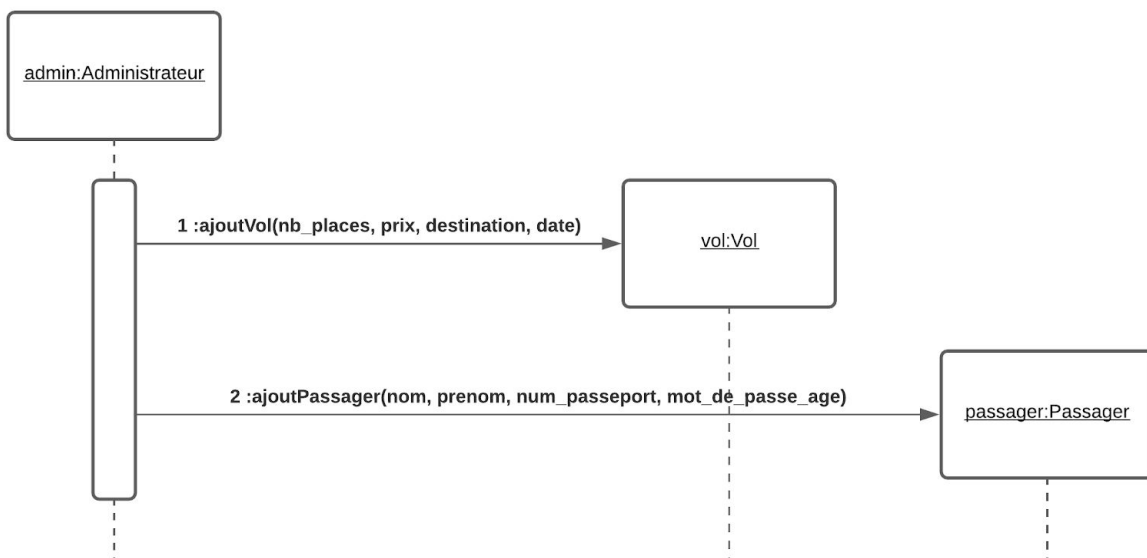 admin:Administrateur
1 :ajoutVol(nb_places, prix, destination, date)
vol:Vol
2 :ajoutPassager(nom, prenom, num_passeport, mot_de_passe_age)
passager:Passager